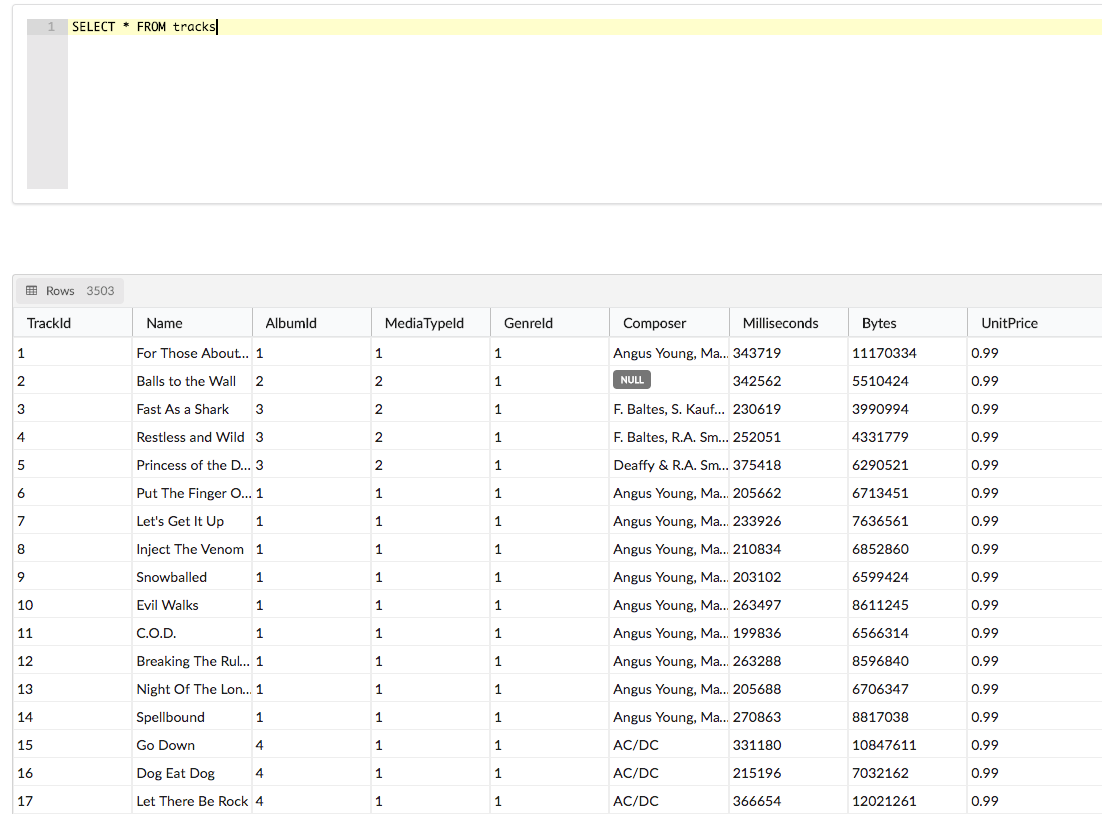 1 SELECT * FROM tracks
Rows 3503
TrackId Name AlbumId MediaTypeId GenreId Composer Milliseconds Bytes UnitPrice
1 For Those About... 1 1 1 Angus Young, Ma... 343719 11170334 0.99
2 Balls to the Wall 2 2 1 NULL 342562 5510424 0.99
3 Fast As a Shark 3 2 1 F. Baltes, S. Kauf... 230619 3990994 0.99
4 Restless and Wild 3 2 1 F. Baltes, R.A. Sm... 252051 4331779 0.99
5 Princess of the D... 3 2 1 Deaffy & R.A. Sm... 375418 6290521 0.99
6 Put The Finger O... 1 1 1 Angus Young, Ma... 205662 6713451 0.99
7 Let's Get It Up 1 1 1 Angus Young, Ma... 233926 7636561 0.99
8 Inject The Venom 1 1 1 Angus Young, Ma... 210834 6852860 0.99
9 Snowballed 1 1 1 Angus Young, Ma... 203102 6599424 0.99
10 Evil Walks 1 1 1 Angus Young, Ma... 263497 8611245 0.99
11 C.O.D. 1 1 1 Angus Young, Ma... 199836 6566314 0.99
12 Breaking The Rul... 1 1 1 Angus Young, Ma... 263288 8596840 0.99
13 Night Of The Lon... 1 1 1 Angus Young, Ma... 205688 6706347 0.99
14 Spellbound 1 1 1 Angus Young, Ma... 270863 8817038 0.99
15 Go Down 4 1 1 AC/DC 331180 10847611 0.99
16 Dog Eat Dog 4 1 1 AC/DC 215196 7032162 0.99
17 Let There Be Rock 4 1 1 AC/DC 366654 12021261 0.99